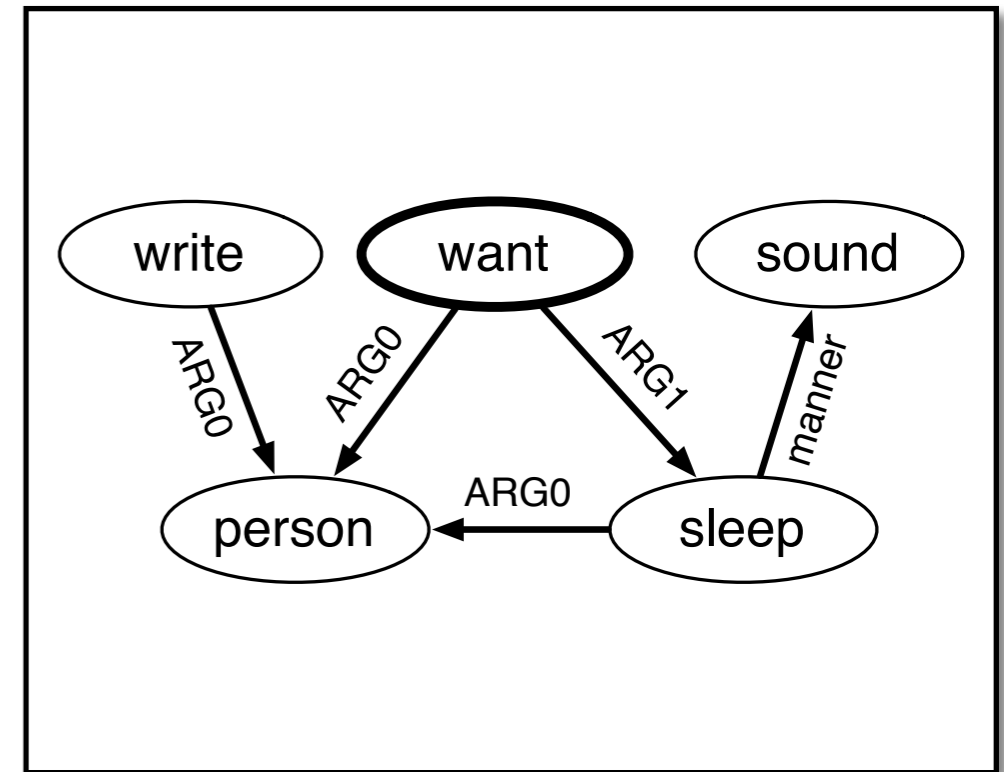 write
want
sound
ARG0
ARG0
ARG1
manner
ARG0
person
sleep